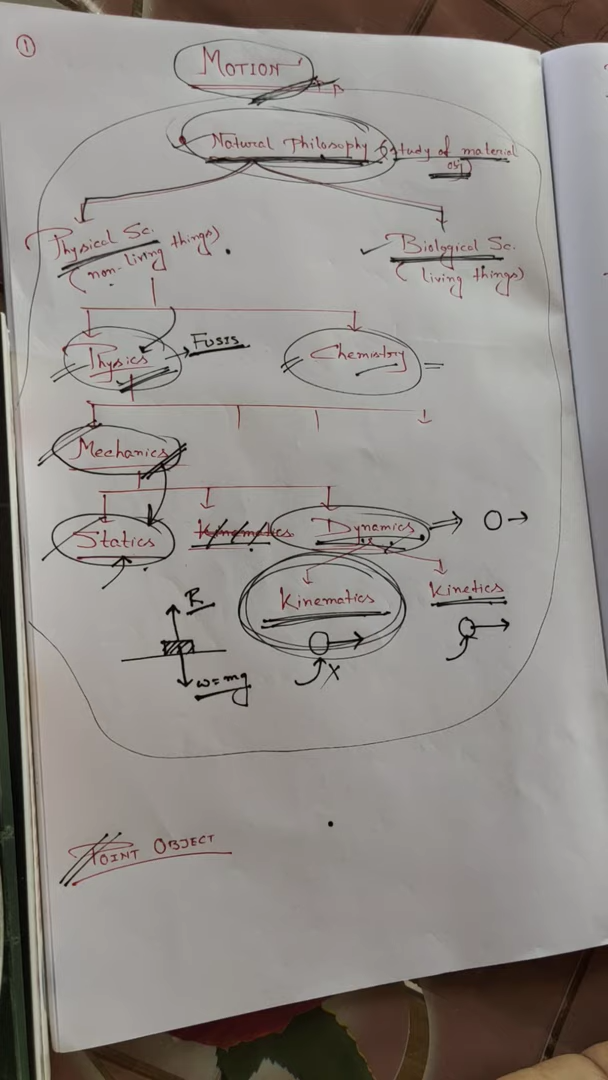 ①
MOTION
Natural Philosophy (Study of material
obj)
Physical Sc.
(non-living things)
Biological Sc.
(living things)
Physics → FUSIS
Chemistry
Mechanics
Statics
Kinematics
Dynamics
Kinematics
Kinetics
R
w=mg
X
POINT OBJECT